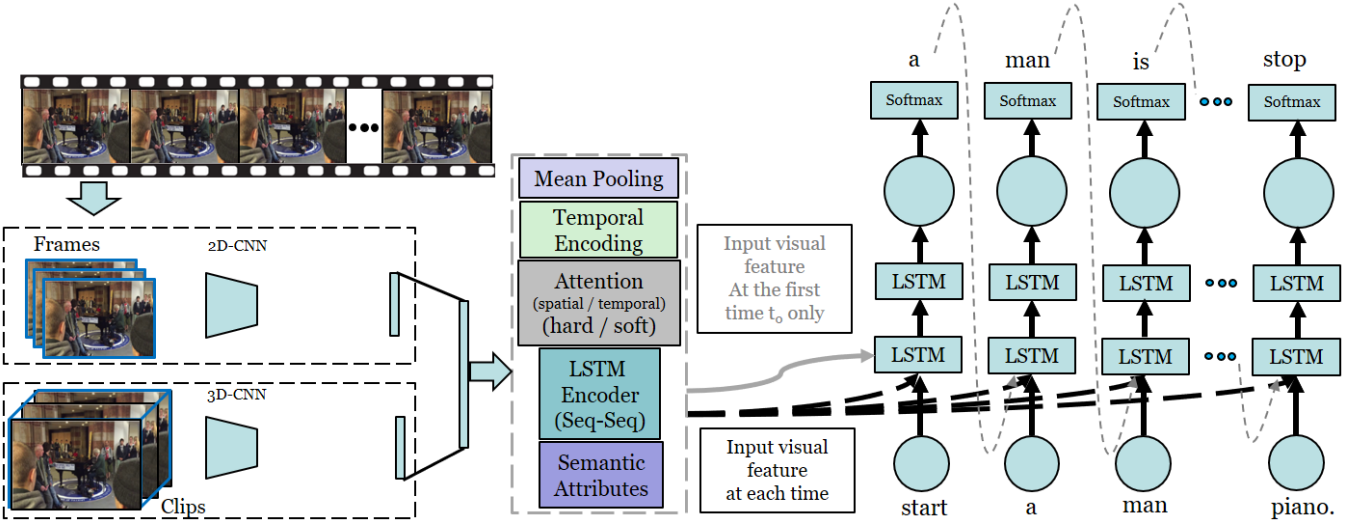 a man is stop
Softmax Softmax Softmax Softmax
Mean Pooling
Temporal
Encoding
Attention
(spatial / temporal)
(hard / soft)
LSTM
Encoder
(Seq-Seq)
Semantic
Attributes
Frames
2D-CNN
3D-CNN
Clips
Input visual
feature
At the first
time t₀ only
Input visual
feature
at each time
LSTM LSTM LSTM LSTM
LSTM LSTM LSTM LSTM
start a man piano.